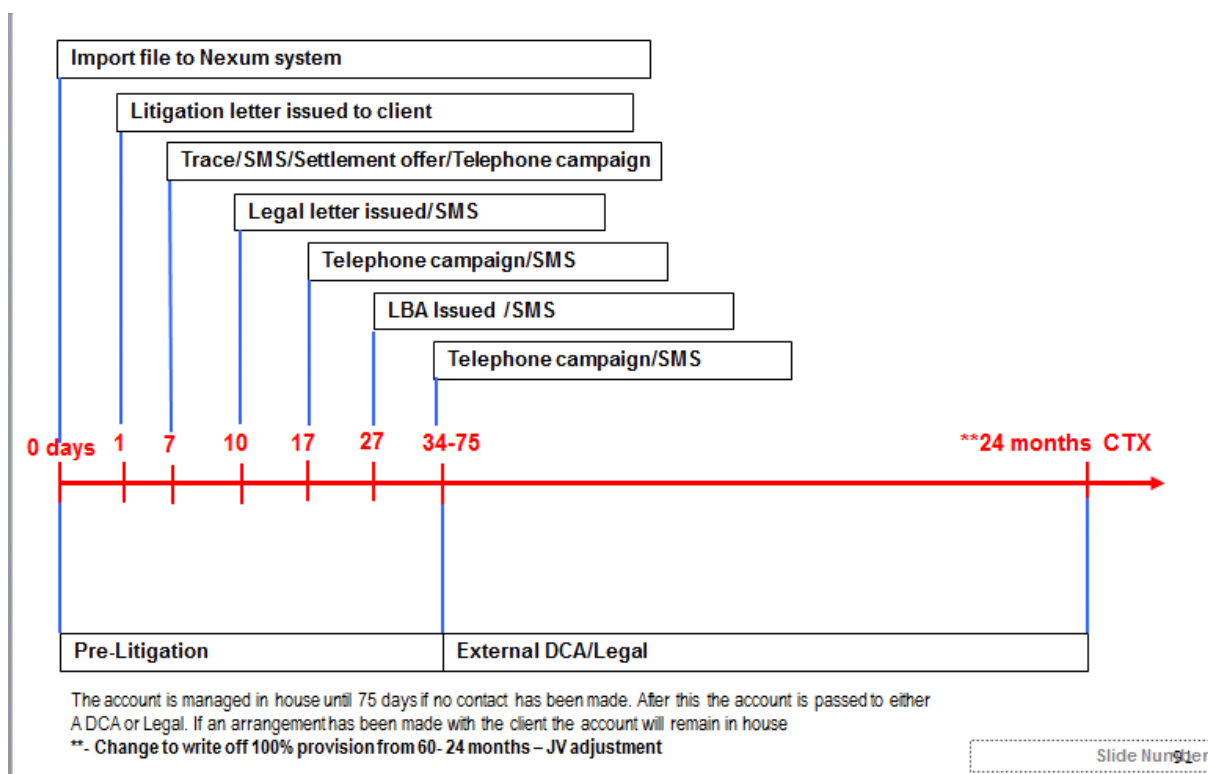 Import file to Nexum system
Litigation letter issued to client
Trace/SMS/Settlement offer/Telephone campaign
Legal letter issued/SMS
Telephone campaign/SMS
LBA Issued /SMS
Telephone campaign/SMS
0 days 1 7 10 17 27 34-75 **24 months CTX
Pre-Litigation External DCA/Legal
The account is managed in house until 75 days if no contact has been made. After this the account is passed to either
A DCA or Legal. If an arrangement has been made with the client the account will remain in house
**- Change to write off 100% provision from 60- 24 months – JV adjustment
Slide Number 91